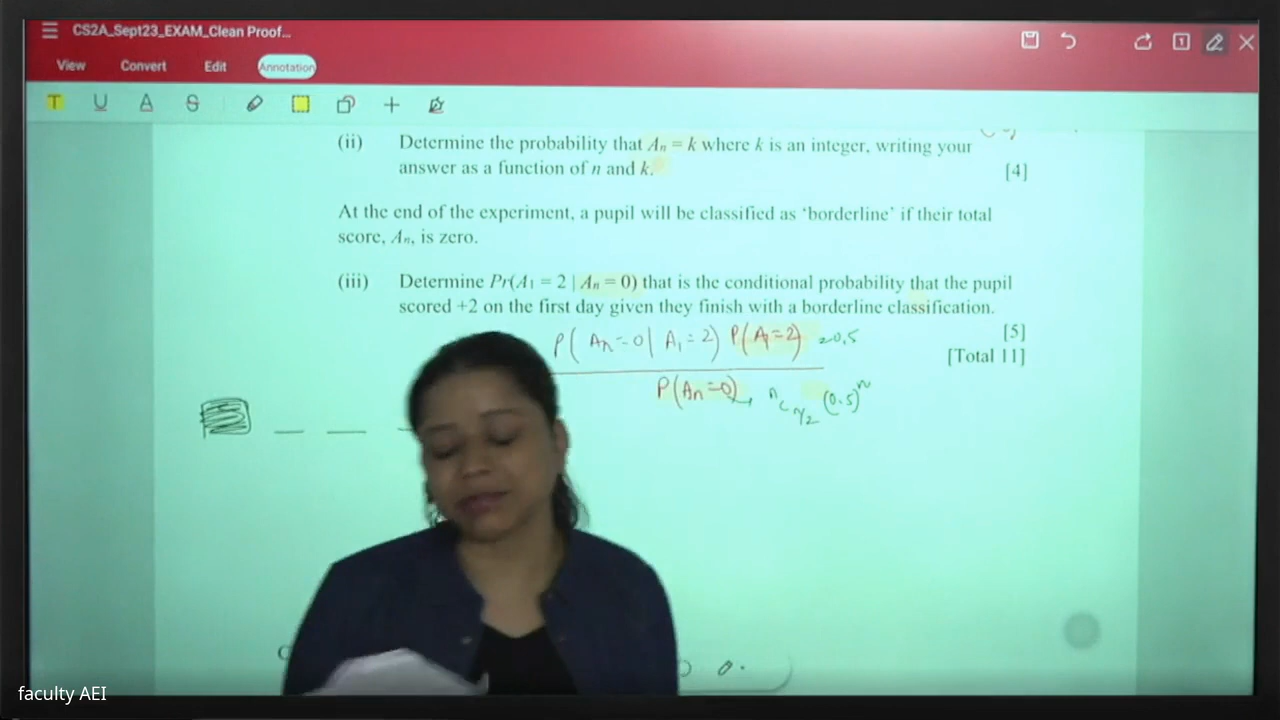 CS2A_Sept23_EXAM_Clean Proof...
View Convert Edit Annotation
T U A S
(ii) Determine the probability that An = k where k is an integer, writing your
answer as a function of n and k.
[4]
At the end of the experiment, a pupil will be classified as ‘borderline’ if their total
score, An, is zero.
(iii) Determine Pr(A1 = 2 | An = 0) that is the conditional probability that the pupil
scored +2 on the first day given they finish with a borderline classification.
[5]
P( An = 0 | A1 = 2) P(A1 = 2) = 0.5
[Total 11]
P(An = 0) → nC n/2 (0.5)^n
faculty AEI